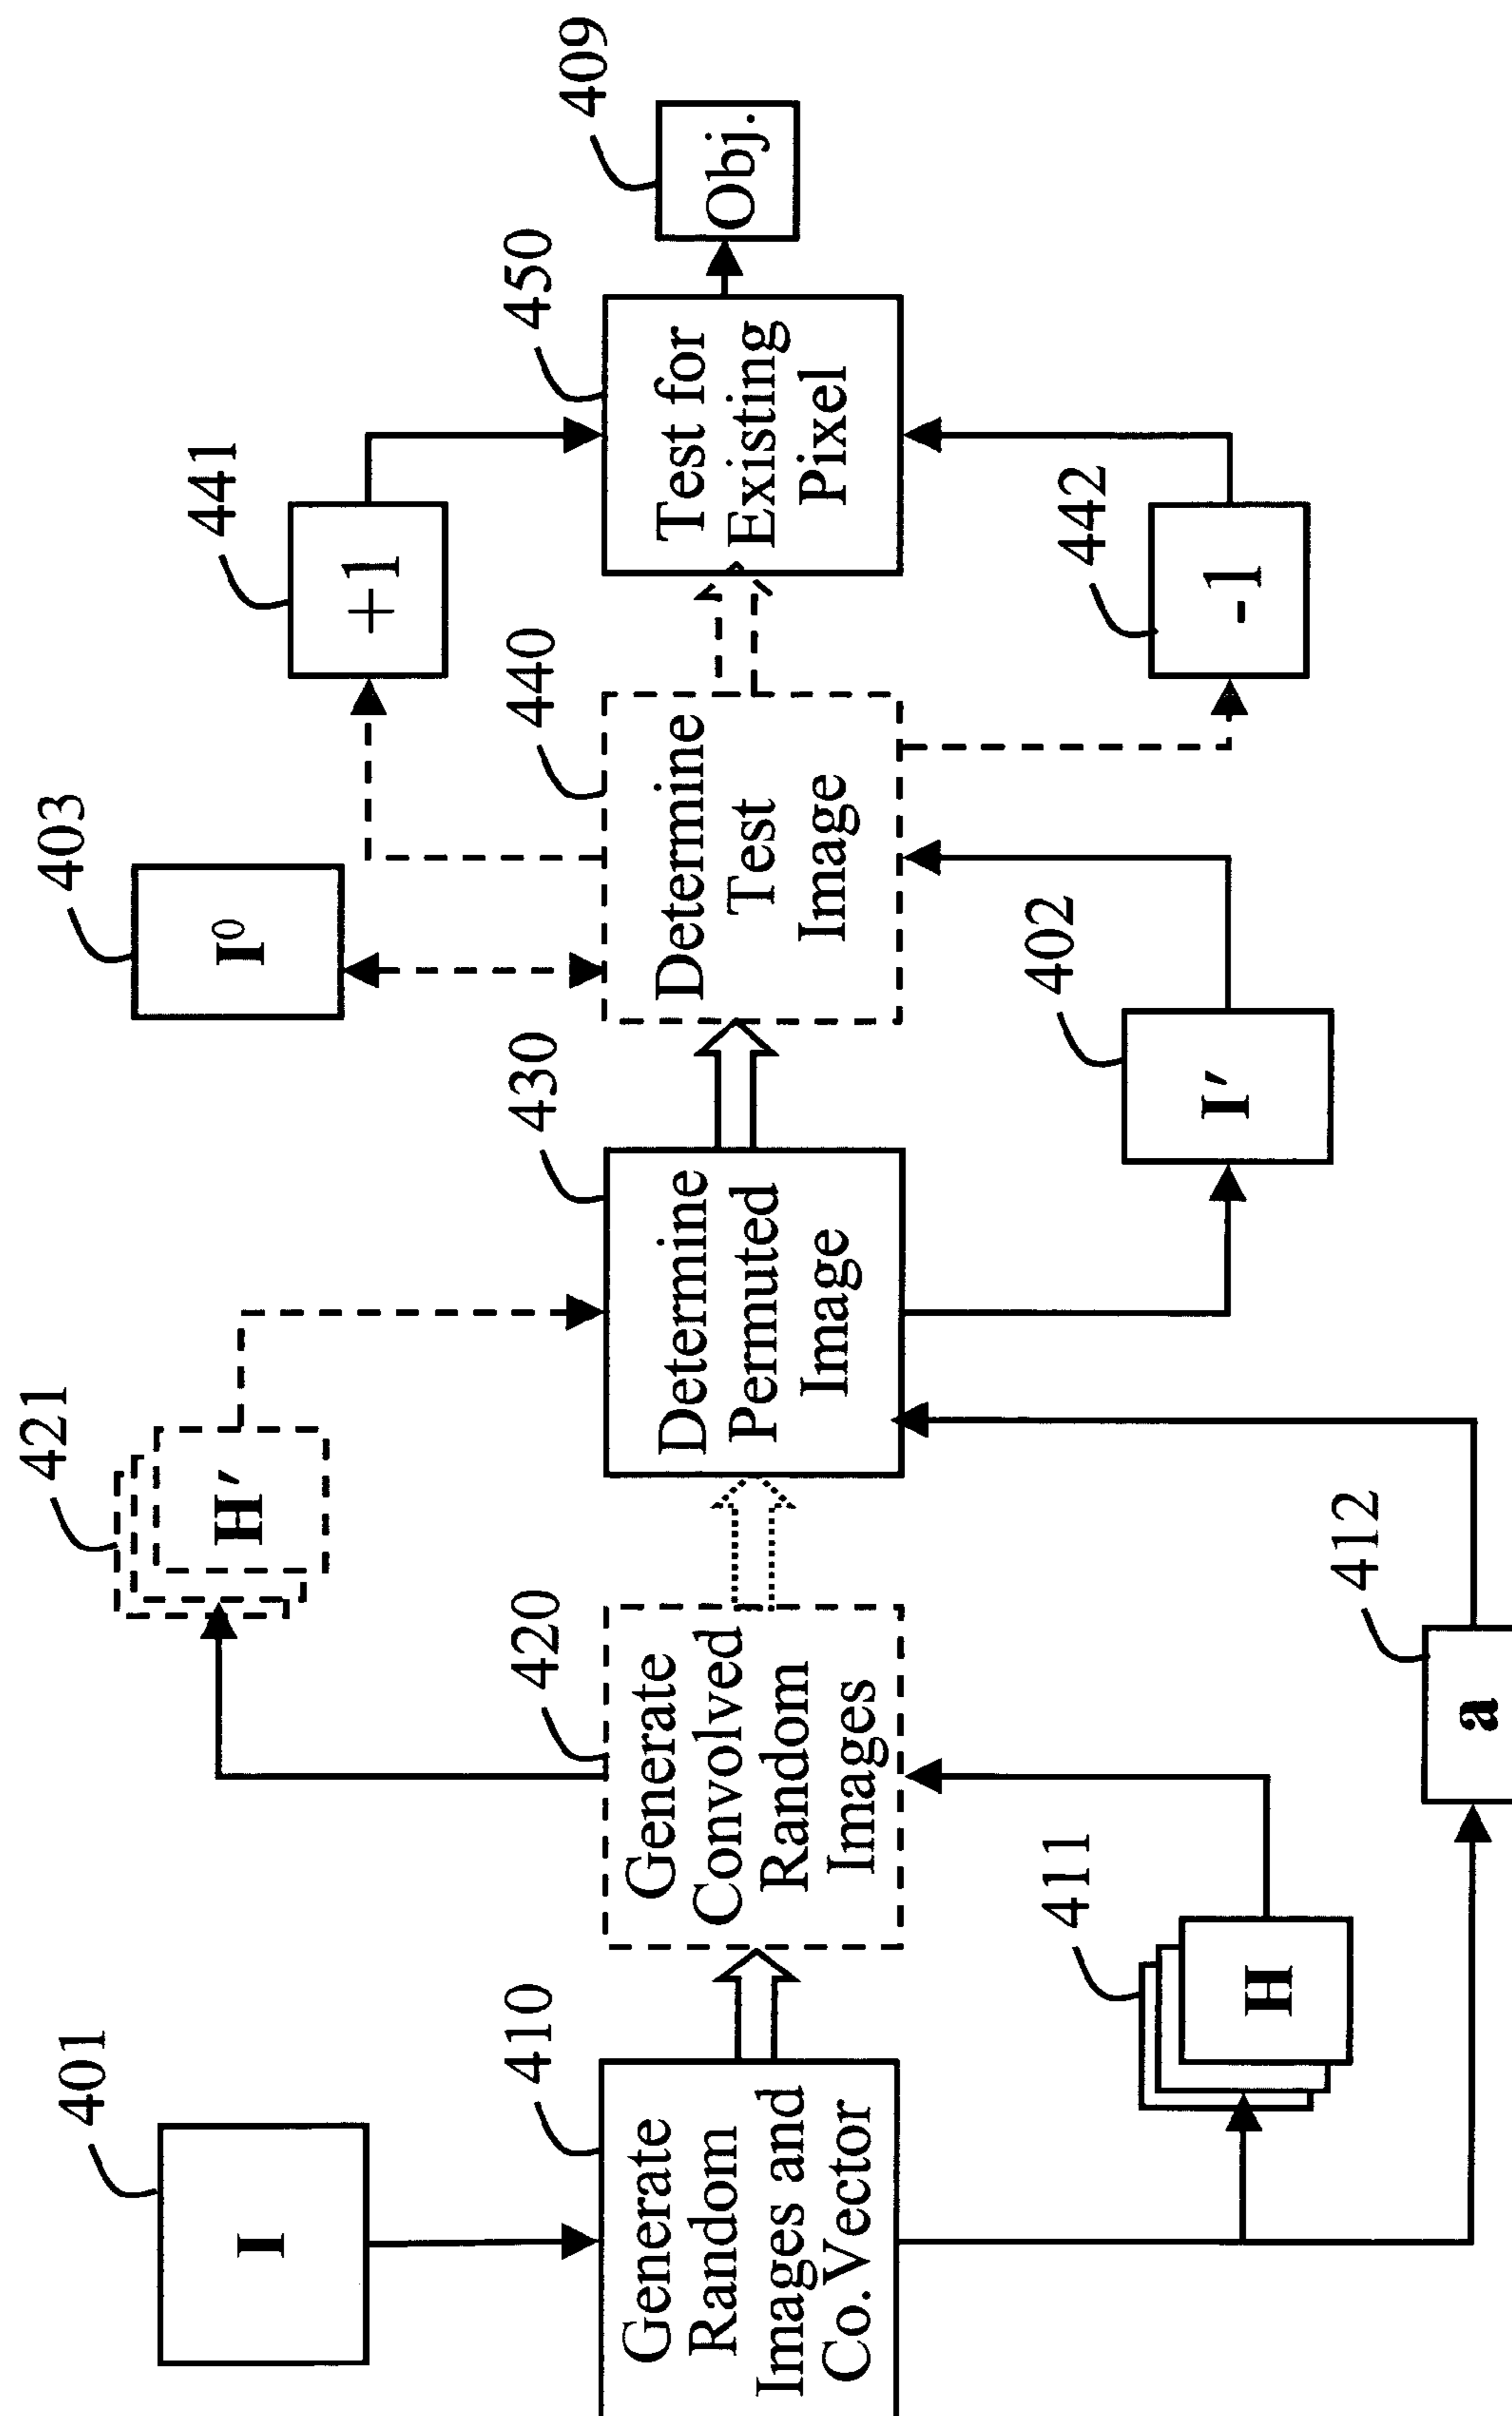 401
I
410
Generate
Random
Images and
Co. Vector
411
H
412
a
420
Generate
Convolved
Random
Images
421
H′
430
Determine
Permuted
Image
402
I′
403
I⁰
440
Determine
Test
Image
441
+1
442
-1
450
Test for
Existing
Pixel
409
Obj.